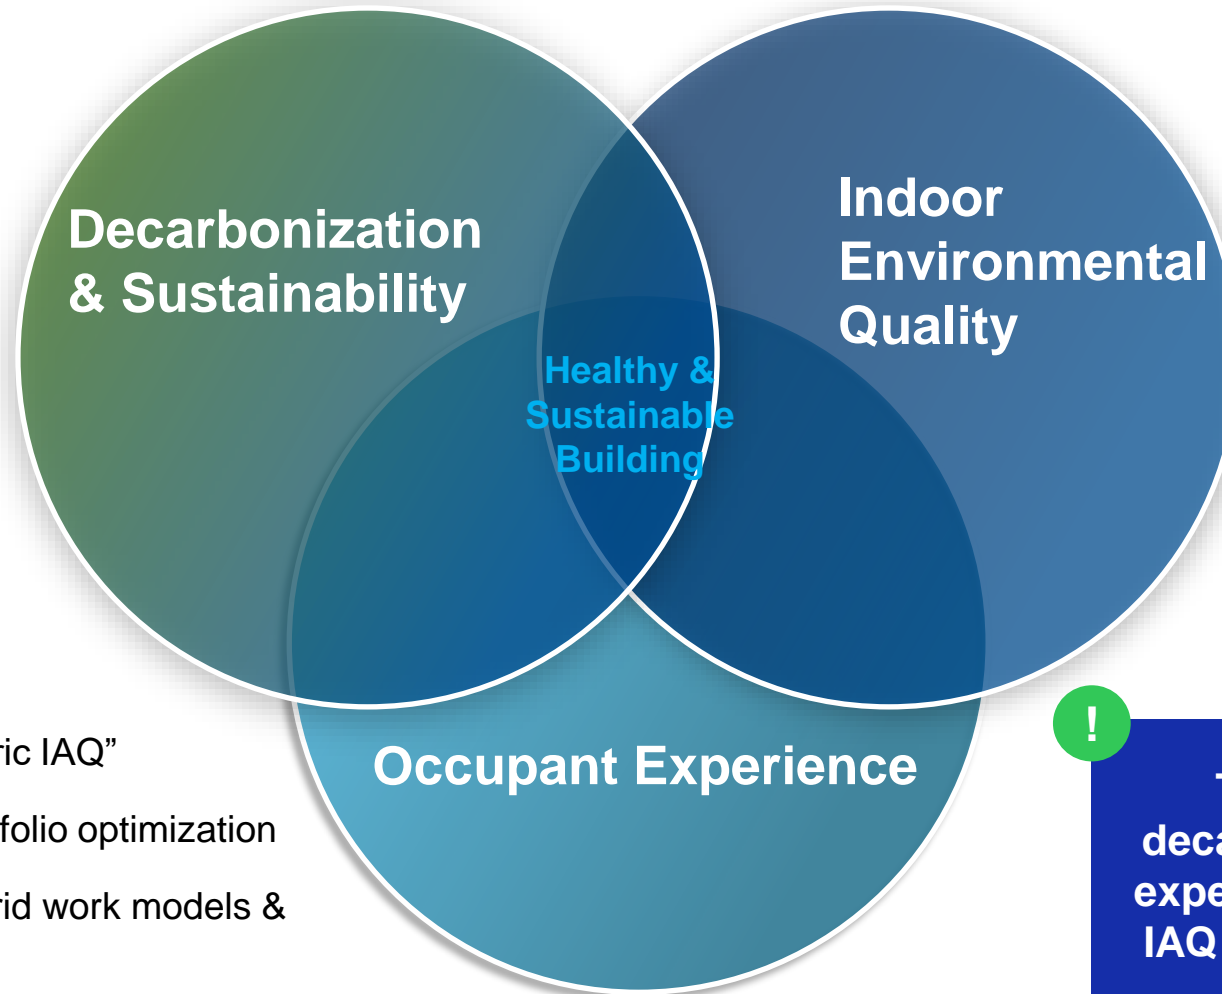 Decarbonization
& Sustainability
Indoor
Environmental
Quality
Healthy &
Sustainable
Building
Occupant Experience
ric IAQ”
folio optimization
rid work models &
!
deca
expe
IAQ